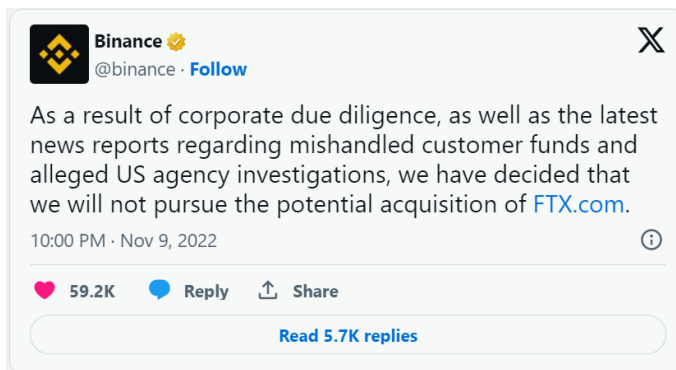 Binance
@binance · Follow
As a result of corporate due diligence, as well as the latest
news reports regarding mishandled customer funds and
alleged US agency investigations, we have decided that
we will not pursue the potential acquisition of FTX.com.
10:00 PM · Nov 9, 2022
59.2K Reply Share
Read 5.7K replies